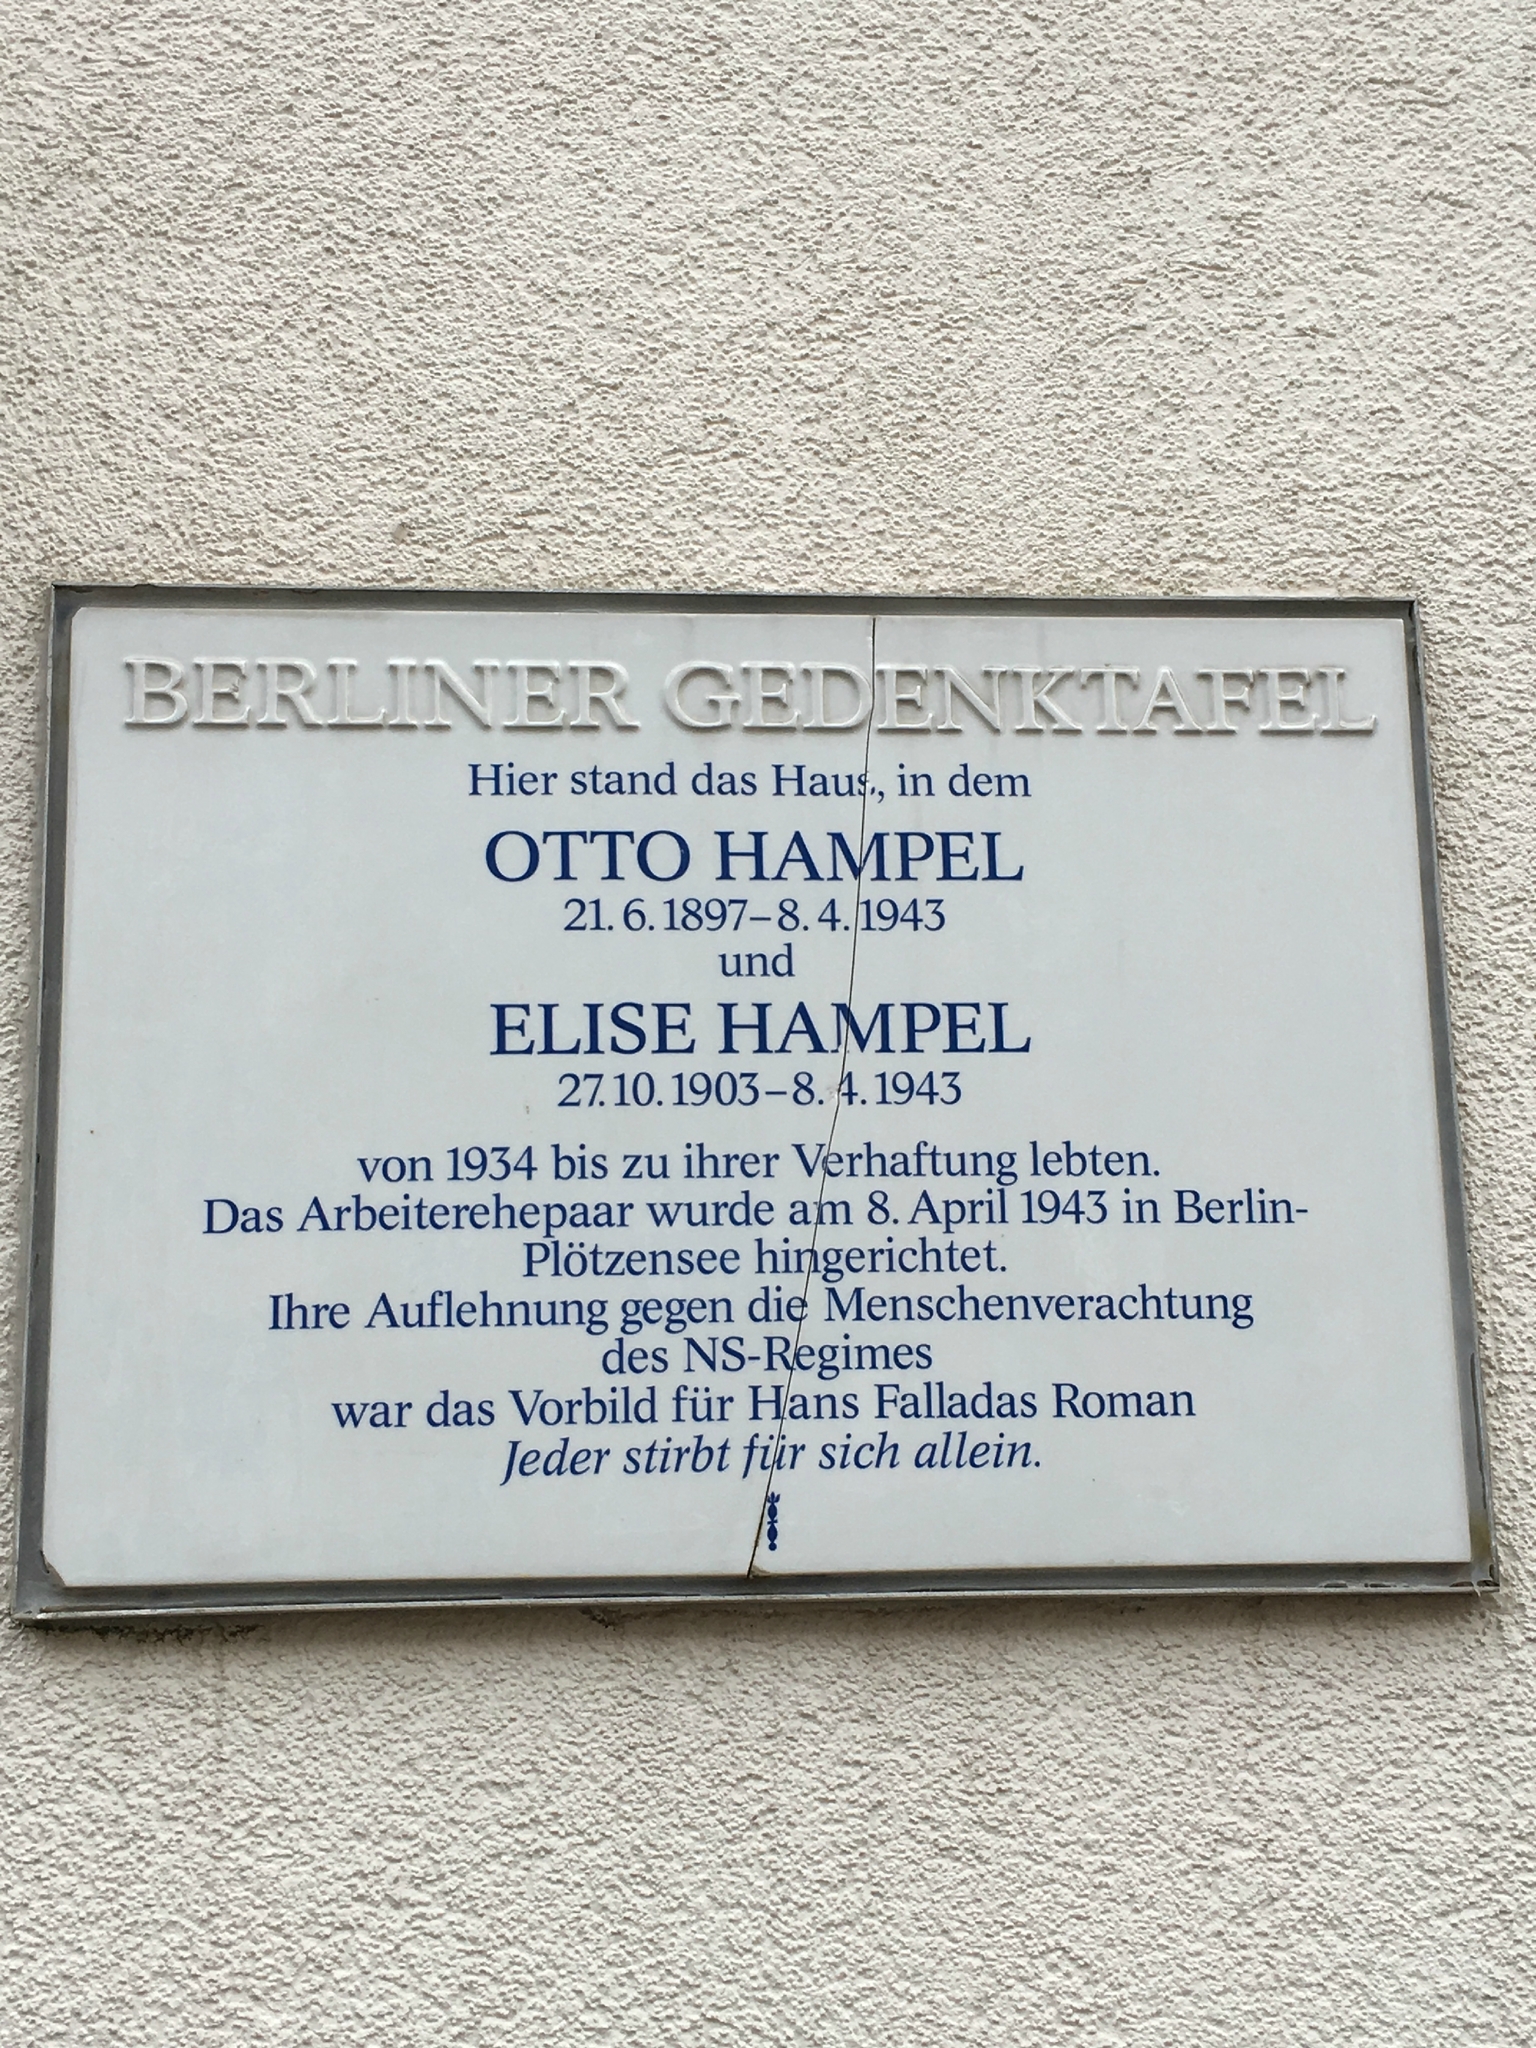 BERLINER GEDENKTAFEL
Hier stand das Haus, in dem
OTTO HAMPEL
21. 6. 1897–8. 4. 1943
und
ELISE HAMPEL
27. 10. 1903–8. 4. 1943
von 1934 bis zu ihrer Verhaftung lebten.
Das Arbeiterehepaar wurde am 8. April 1943 in Berlin-
Plötzensee hingerichtet.
Ihre Auflehnung gegen die Menschenverachtung
des NS-Regimes
war das Vorbild für Hans Falladas Roman
Jeder stirbt für sich allein.